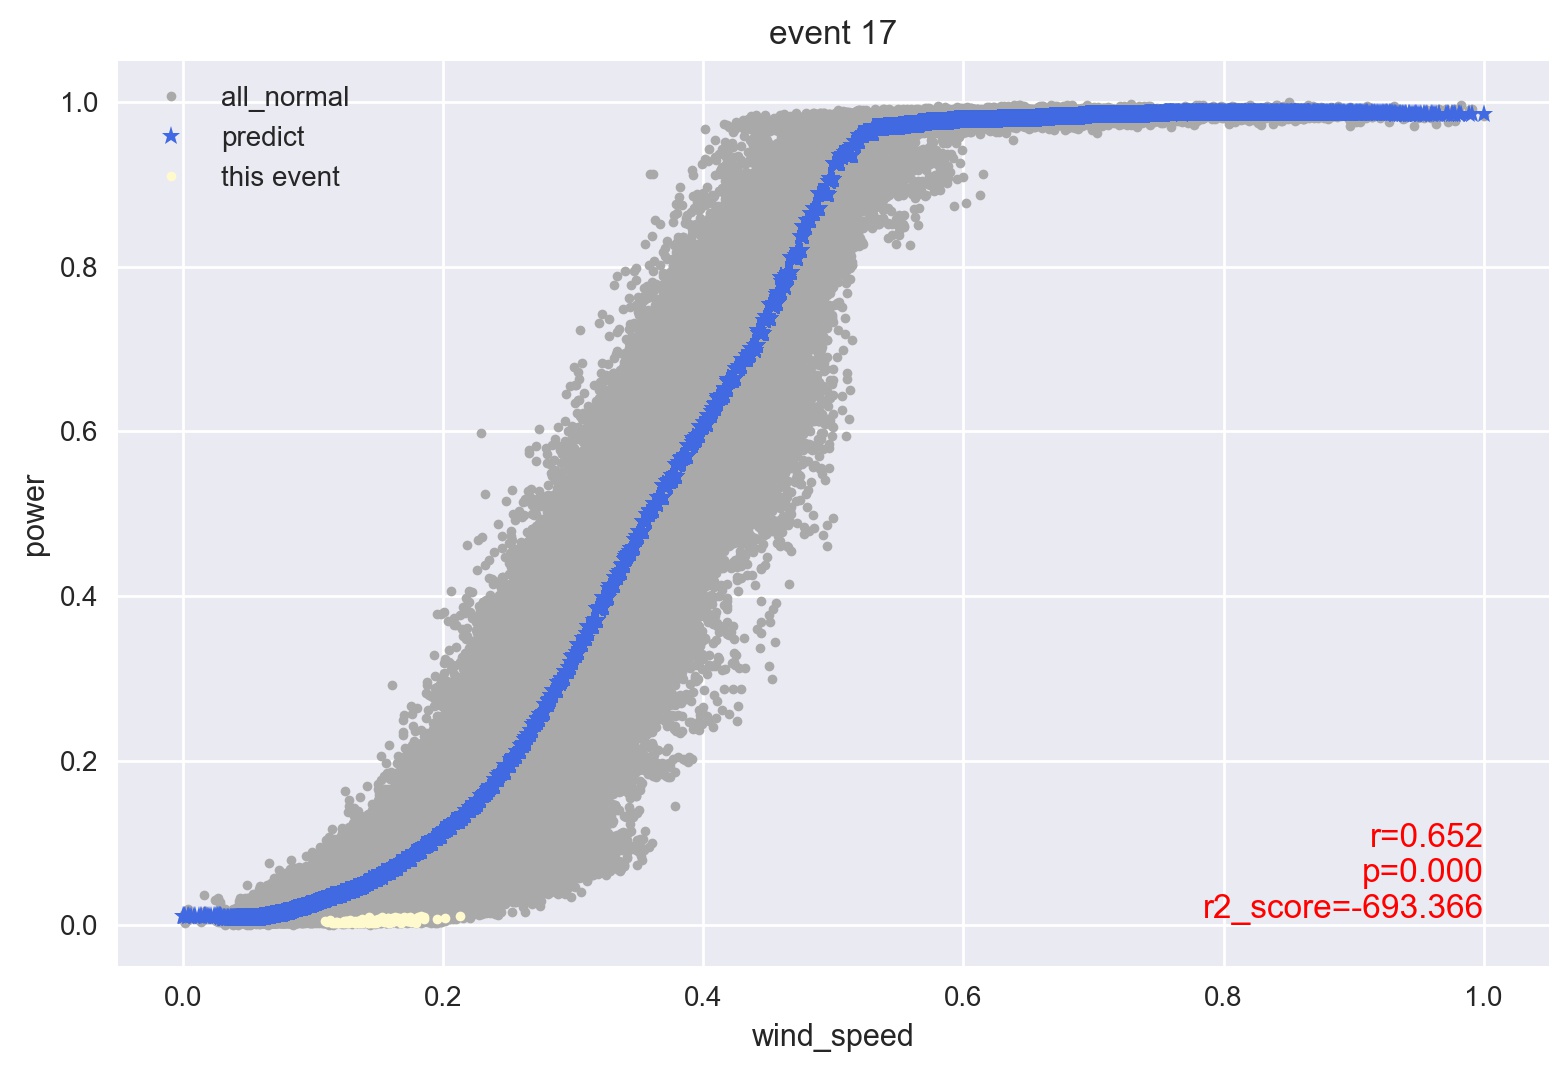 event 17
all_normal
predict
this event
1.0
0.8
0.6
0.4
0.2
0.0
power
r=0.652
p=0.000
r2_score=-693.366
0.0 0.2 0.4 0.6 0.8 1.0
wind_speed